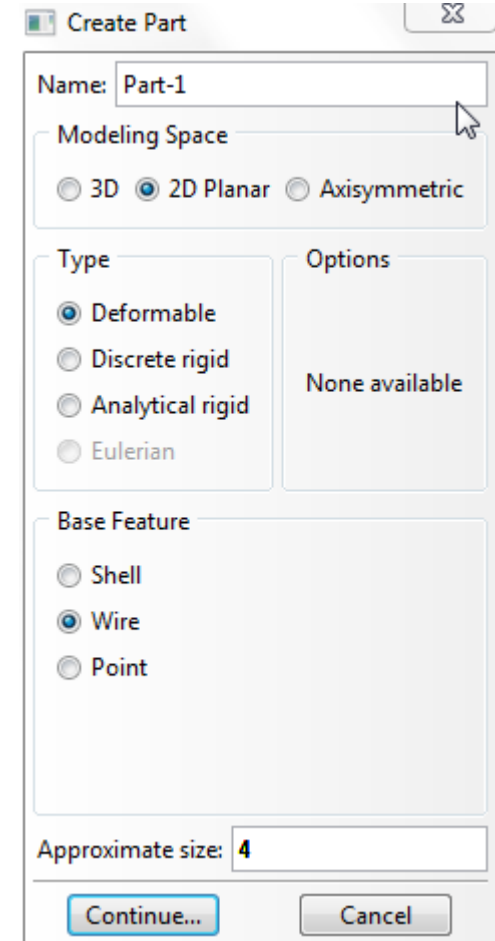 Create Part
Name: Part-1
Modeling Space
3D 2D Planar Axisymmetric
Type
Deformable
Discrete rigid
Analytical rigid
Eulerian
Options
None available
Base Feature
Shell
Wire
Point
Approximate size: 4
Continue... Cancel